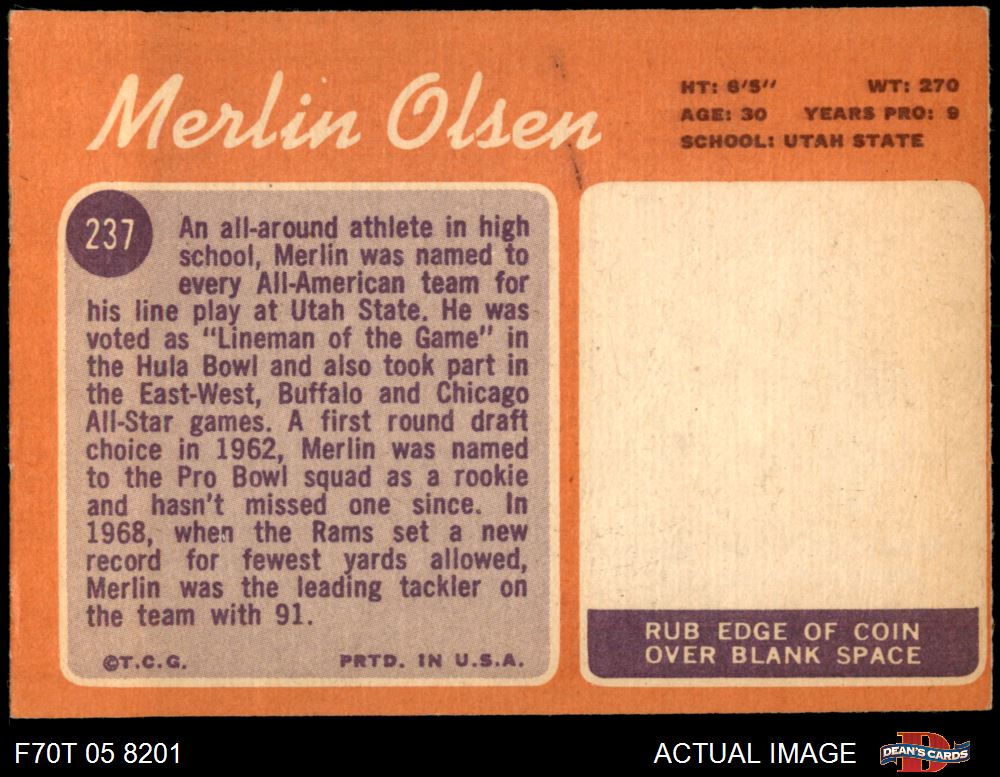 Merlin Olsen
HT: 6'5" WT: 270
AGE: 30 YEARS PRO: 9
SCHOOL: UTAH STATE
237
An all-around athlete in high
school, Merlin was named to
every All-American team for
his line play at Utah State. He was
voted as "Lineman of the Game" in
the Hula Bowl and also took part in
the East-West, Buffalo and Chicago
All-Star games. A first round draft
choice in 1962, Merlin was named
to the Pro Bowl squad as a rookie
and hasn't missed one since. In
1968, when the Rams set a new
record for fewest yards allowed,
Merlin was the leading tackler on
the team with 91.
©T.C.G. PRTD. IN U.S.A.
RUB EDGE OF COIN
OVER BLANK SPACE
F70T 05 8201
ACTUAL IMAGE
D
DEAN'S CARDS